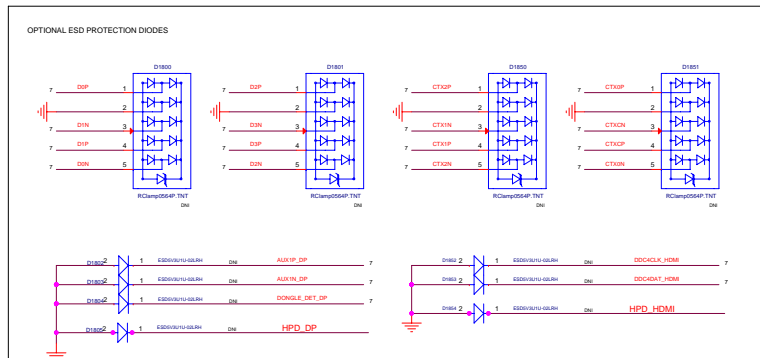 OPTIONAL ESD PROTECTION DIODES
D1800 D1801 D1850 D1851
7 D0P 1 7 D2P 1 7 CTX2P 1 7 CTX0P 1
2 2 2 2
7 D1N 3 7 D3N 3 7 CTX1N 3 7 CTXCN 3
7 D1P 4 7 D3P 4 7 CTX1P 4 7 CTXCP 4
7 D0N 5 7 D2N 5 7 CTX2N 5 7 CTX0N 5
RClamp0564P.TNT RClamp0564P.TNT RClamp0564P.TNT RClamp0564P.TNT
DNI DNI DNI DNI
D1802 2 1 ESD5V3U1U-02LRH DNI AUX1P_DP 7 D1852 2 1 ESD5V3U1U-02LRH DNI DDC4CLK_HDMI 7
D1803 2 1 ESD5V3U1U-02LRH DNI AUX1N_DP 7 D1853 2 1 ESD5V3U1U-02LRH DNI DDC4DAT_HDMI 7
D1804 2 1 ESD5V3U1U-02LRH DNI DONGLE_DET_DP 7 D1854 2 1 ESD5V3U1U-02LRH DNI HPD_HDMI
D1805 2 1 ESD5V3U1U-02LRH DNI HPD_DP